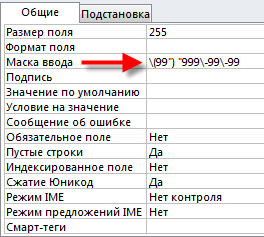 Общие Подстановка
Размер поля 255
Формат поля
Маска ввода \(99") "999\-99\-99
Подпись
Значение по умолчанию
Условие на значение
Сообщение об ошибке
Обязательное поле Нет
Пустые строки Да
Индексированное поле Нет
Сжатие Юникод Да
Режим IME Нет контроля
Режим предложений IME Нет
Смарт-теги